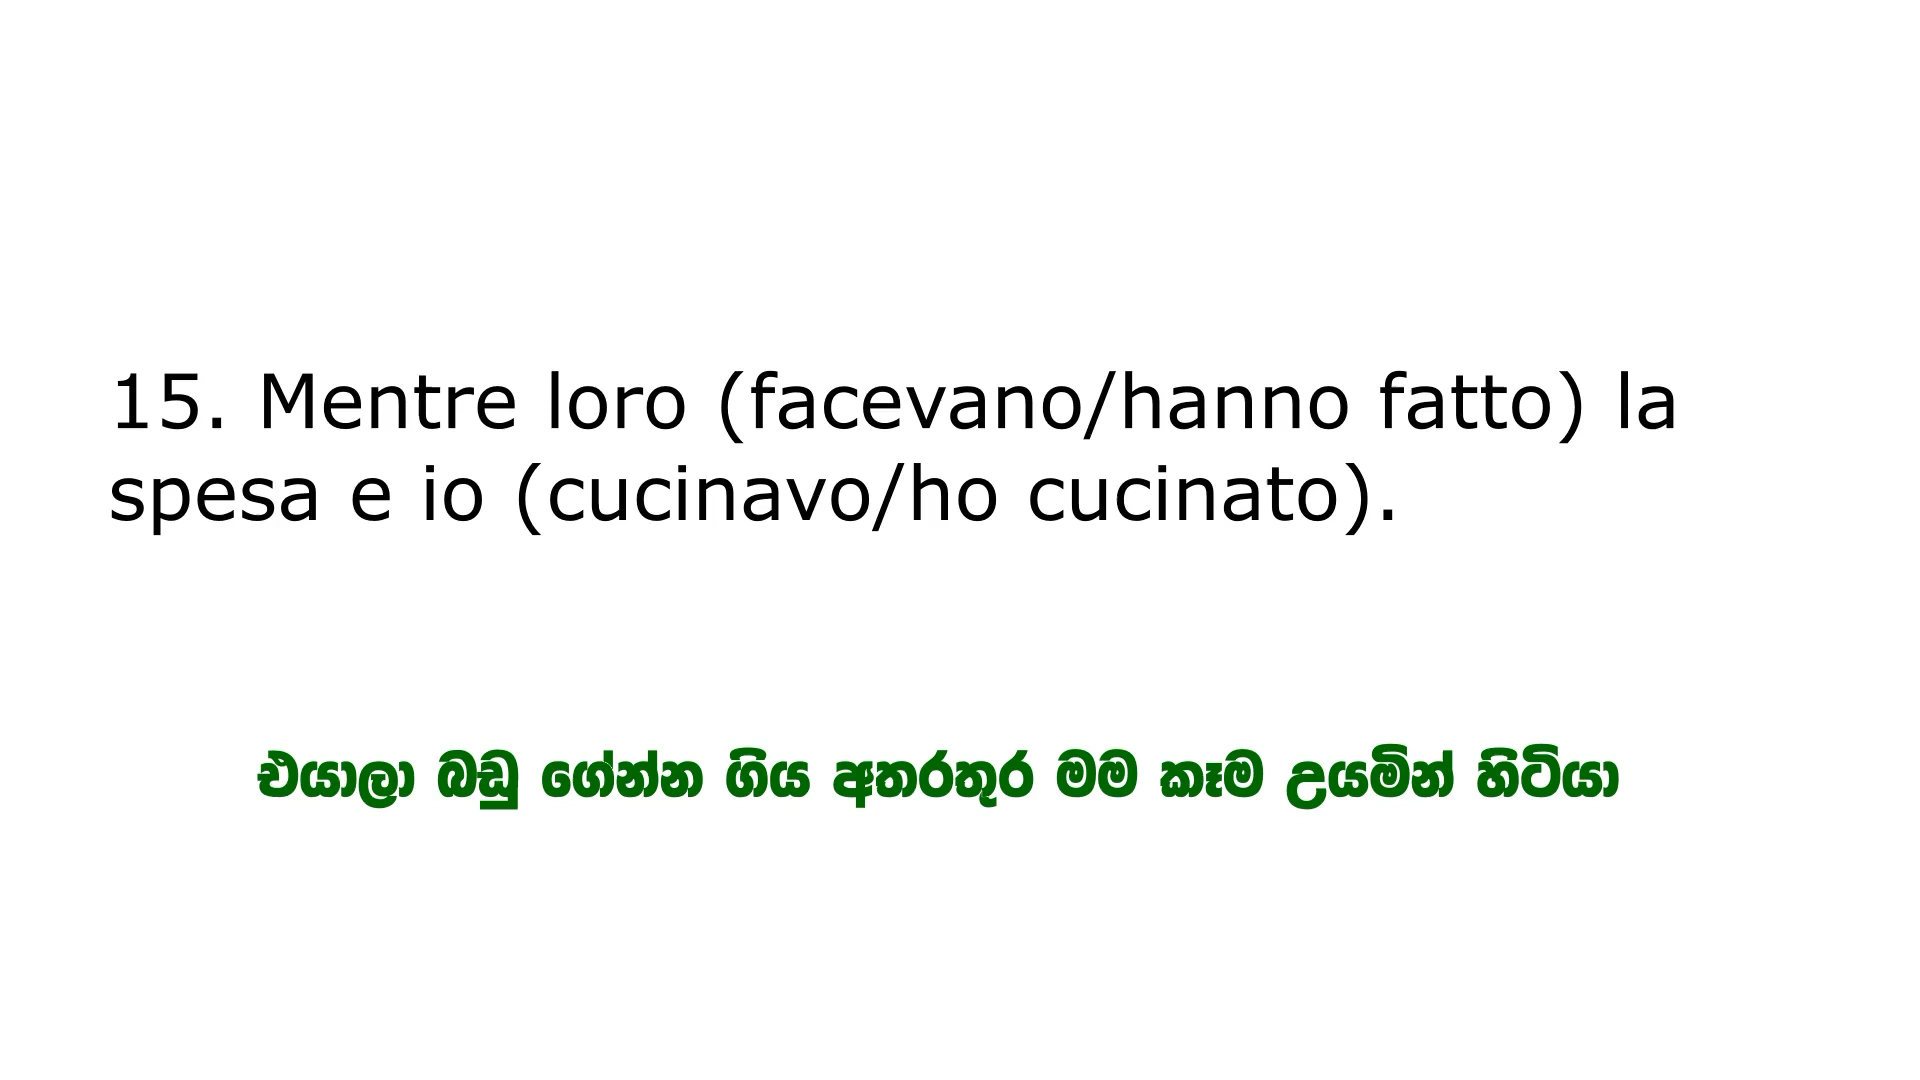 15. Mentre loro (facevano/hanno fatto) la
spesa e io (cucinavo/ho cucinato).
එයාලා බඩු ගේන්න ගිය අතරතුර මම කෑම උයමින් හිටියා